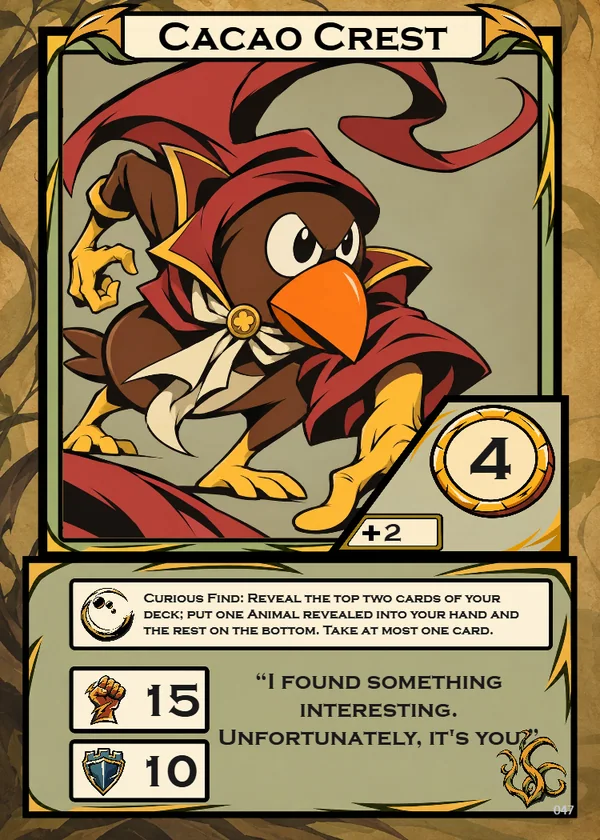 Cacao Crest
4
+2
Curious Find: Reveal the top two cards of your
deck; put one Animal revealed into your hand and
the rest on the bottom. Take at most one card.
15
10
“I found something
interesting.
Unfortunately, it's you.”
047